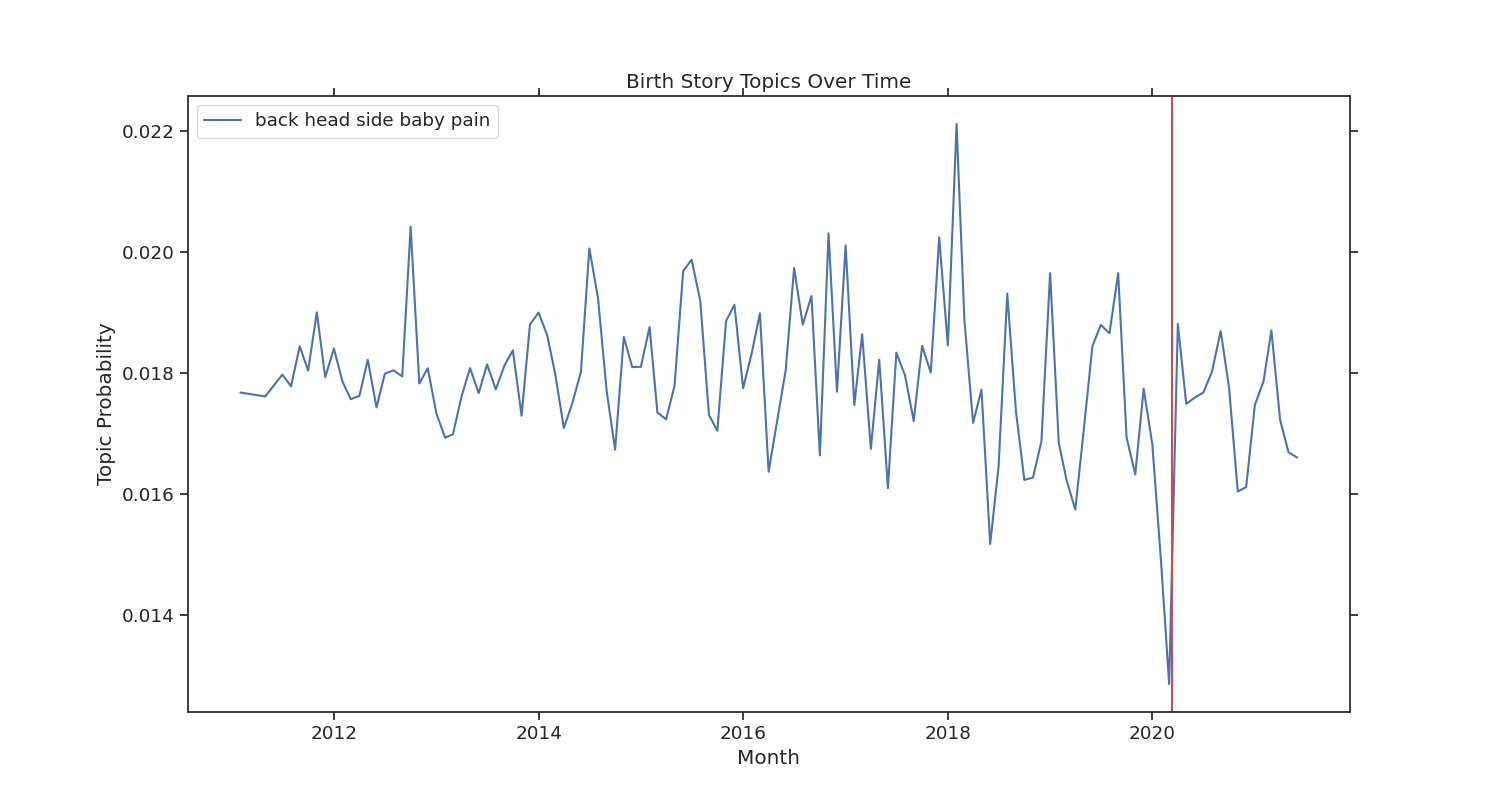 Birth Story Topics Over Time
back head side baby pain
Topic Probability
0.022
0.020
0.018
0.016
0.014
2012 2014 2016 2018 2020
Month